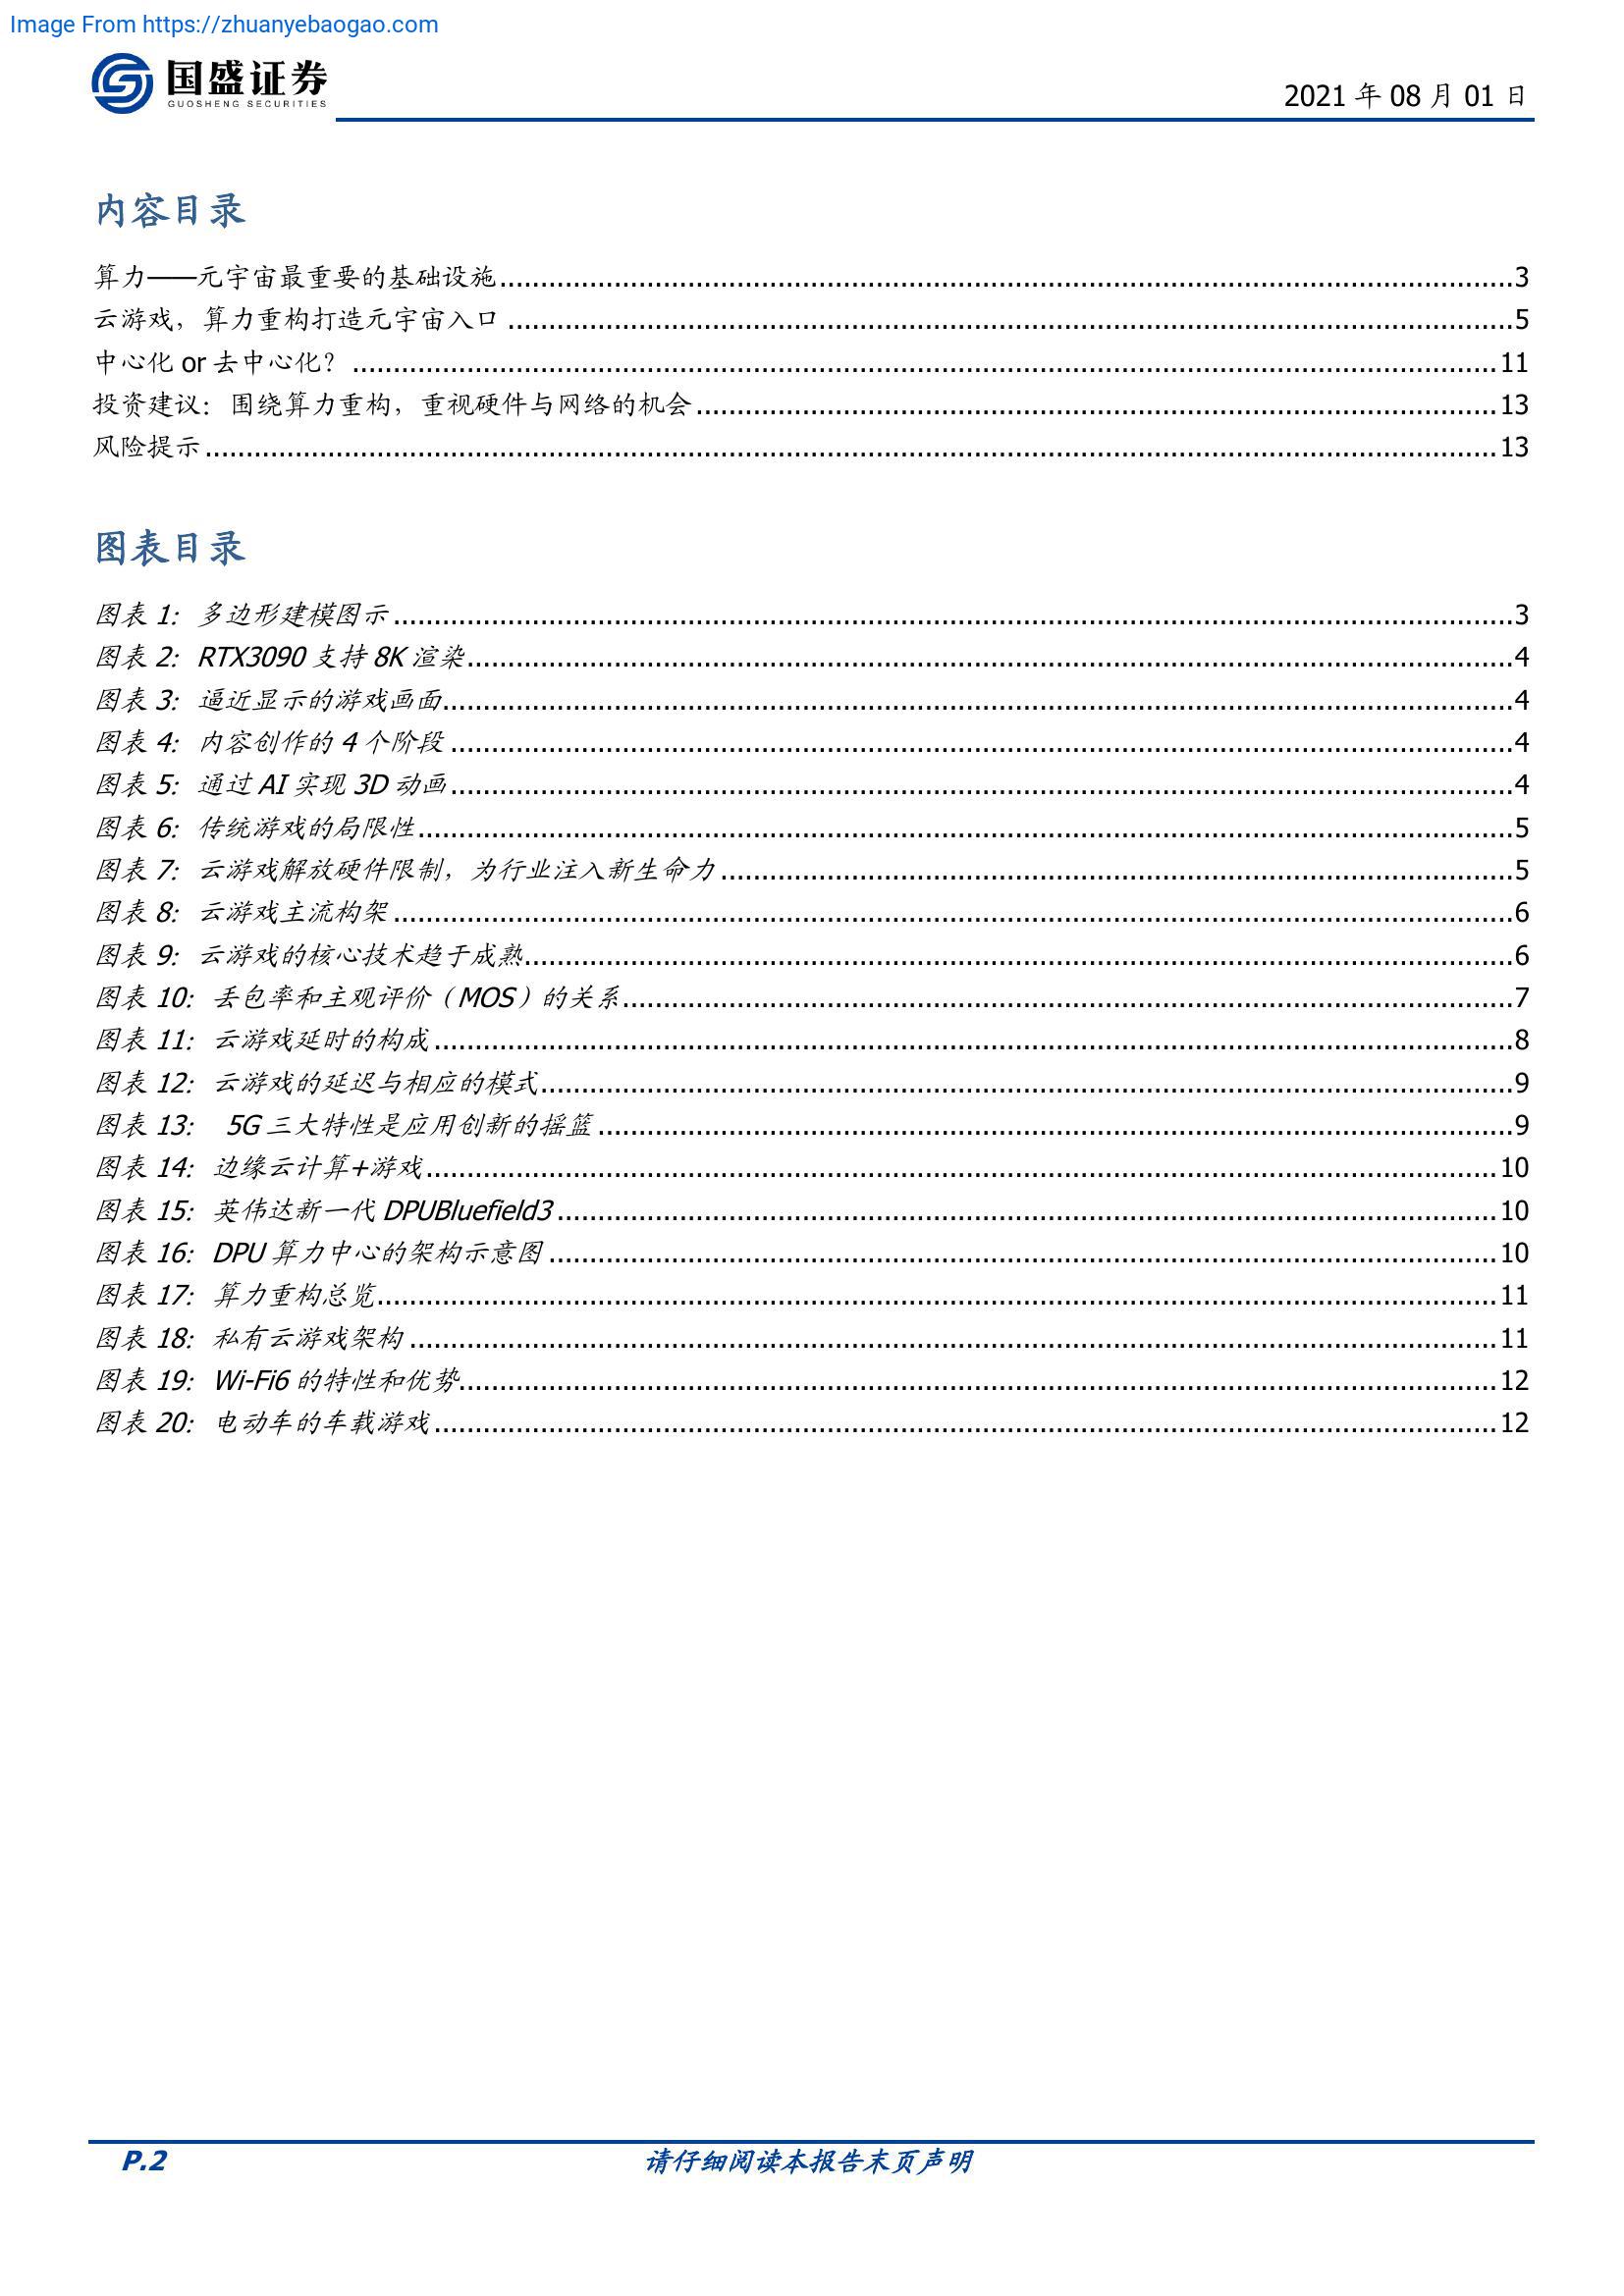 Image From https://zhuanyebaogao.com
国盛证券
GUOSHENG SECURITIES
2021 年 08 月 01 日
内容目录
算力——元宇宙最重要的基础设施 3
云游戏，算力重构打造元宇宙入口 5
中心化 or 去中心化？ 11
投资建议：围绕算力重构，重视硬件与网络的机会 13
风险提示 13
图表目录
图表 1: 多边形建模图示 3
图表 2: RTX3090 支持 8K 渲染 4
图表 3: 逼近显示的游戏画面 4
图表 4: 内容创作的 4 个阶段 4
图表 5: 通过 AI 实现 3D 动画 4
图表 6: 传统游戏的局限性 5
图表 7: 云游戏解放硬件限制，为行业注入新生命力 5
图表 8: 云游戏主流构架 6
图表 9: 云游戏的核心技术趋于成熟 6
图表 10: 丢包率和主观评价（MOS）的关系 7
图表 11: 云游戏延时的构成 8
图表 12: 云游戏的延迟与相应的模式 9
图表 13: 5G 三大特性是应用创新的摇篮 9
图表 14: 边缘云计算+游戏 10
图表 15: 英伟达新一代 DPUBluefield3 10
图表 16: DPU 算力中心的架构示意图 10
图表 17: 算力重构总览 11
图表 18: 私有云游戏架构 11
图表 19: Wi-Fi6 的特性和优势 12
图表 20: 电动车的车载游戏 12
P.2
请仔细阅读本报告末页声明